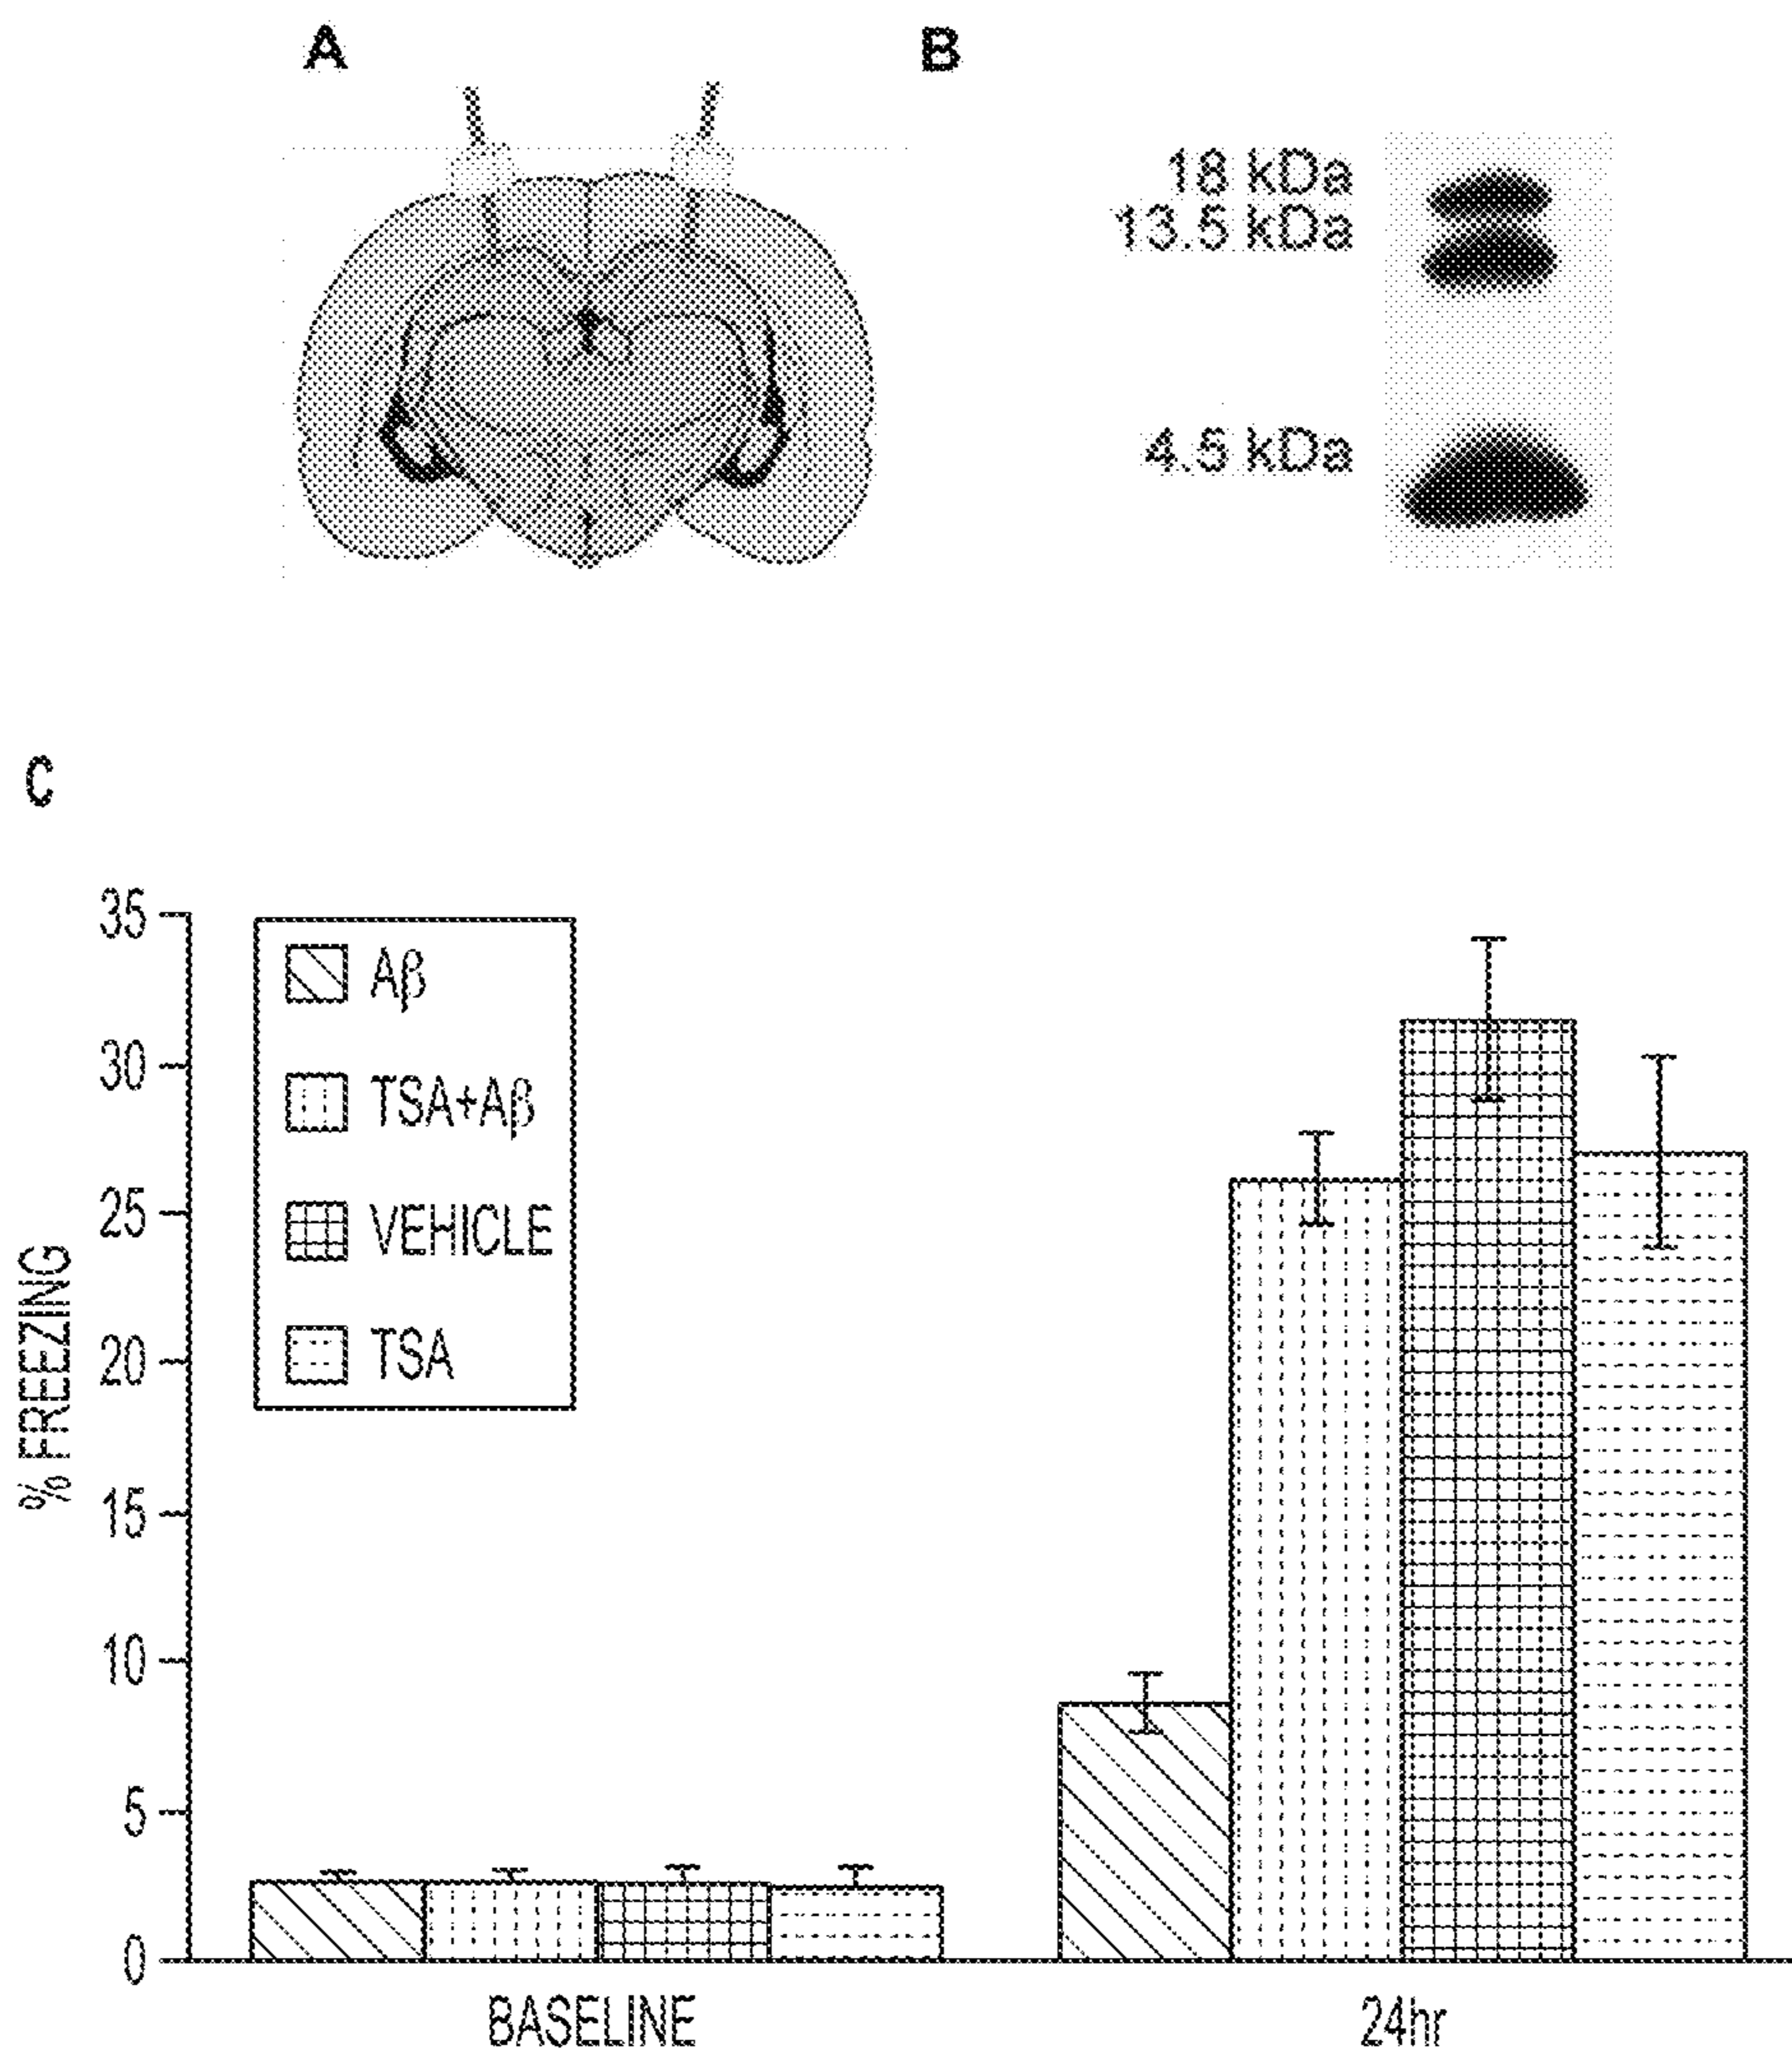 A
B
18 kDa
13.5 kDa
4.5 kDa
C
% FREEZING
35
30
25
20
15
10
5
0
Aβ
TSA+Aβ
VEHICLE
TSA
BASELINE
24hr